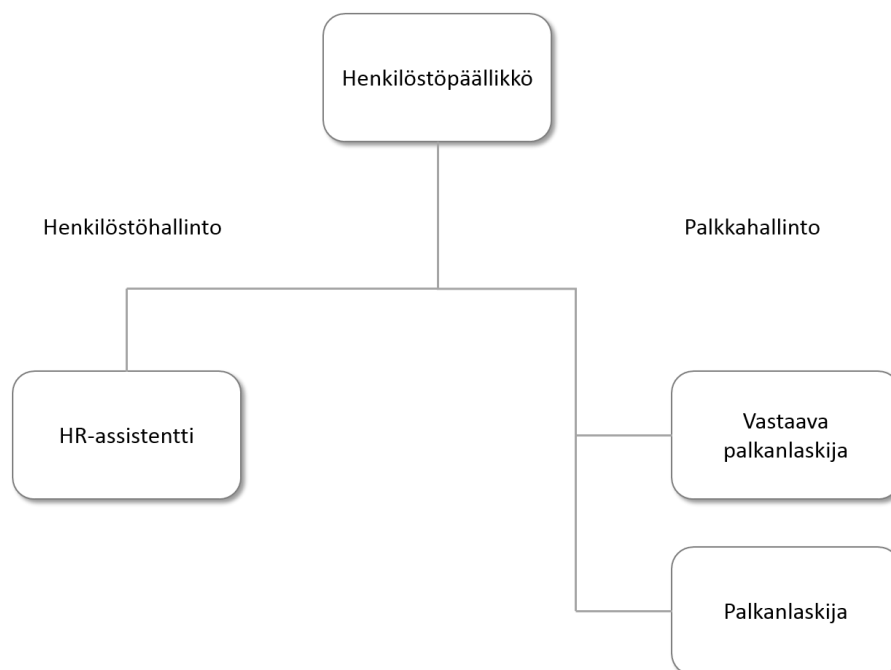 Henkilöstöpäällikkö
Henkilöstöhallinto
Palkkahallinto
HR-assistentti
Vastaava
palkanlaskija
Palkanlaskija